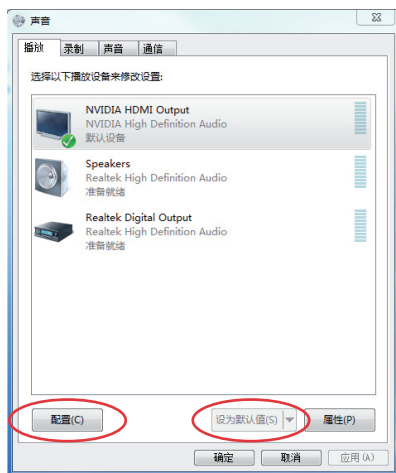 声音
播放 录制 声音 通信
选择以下播放设备来修改设置:
NVIDIA HDMI Output
NVIDIA High Definition Audio
默认设备
Speakers
Realtek High Definition Audio
准备就绪
Realtek Digital Output
Realtek High Definition Audio
准备就绪
配置(C) 设为默认值(S) 属性(P)
确定 取消 应用(A)